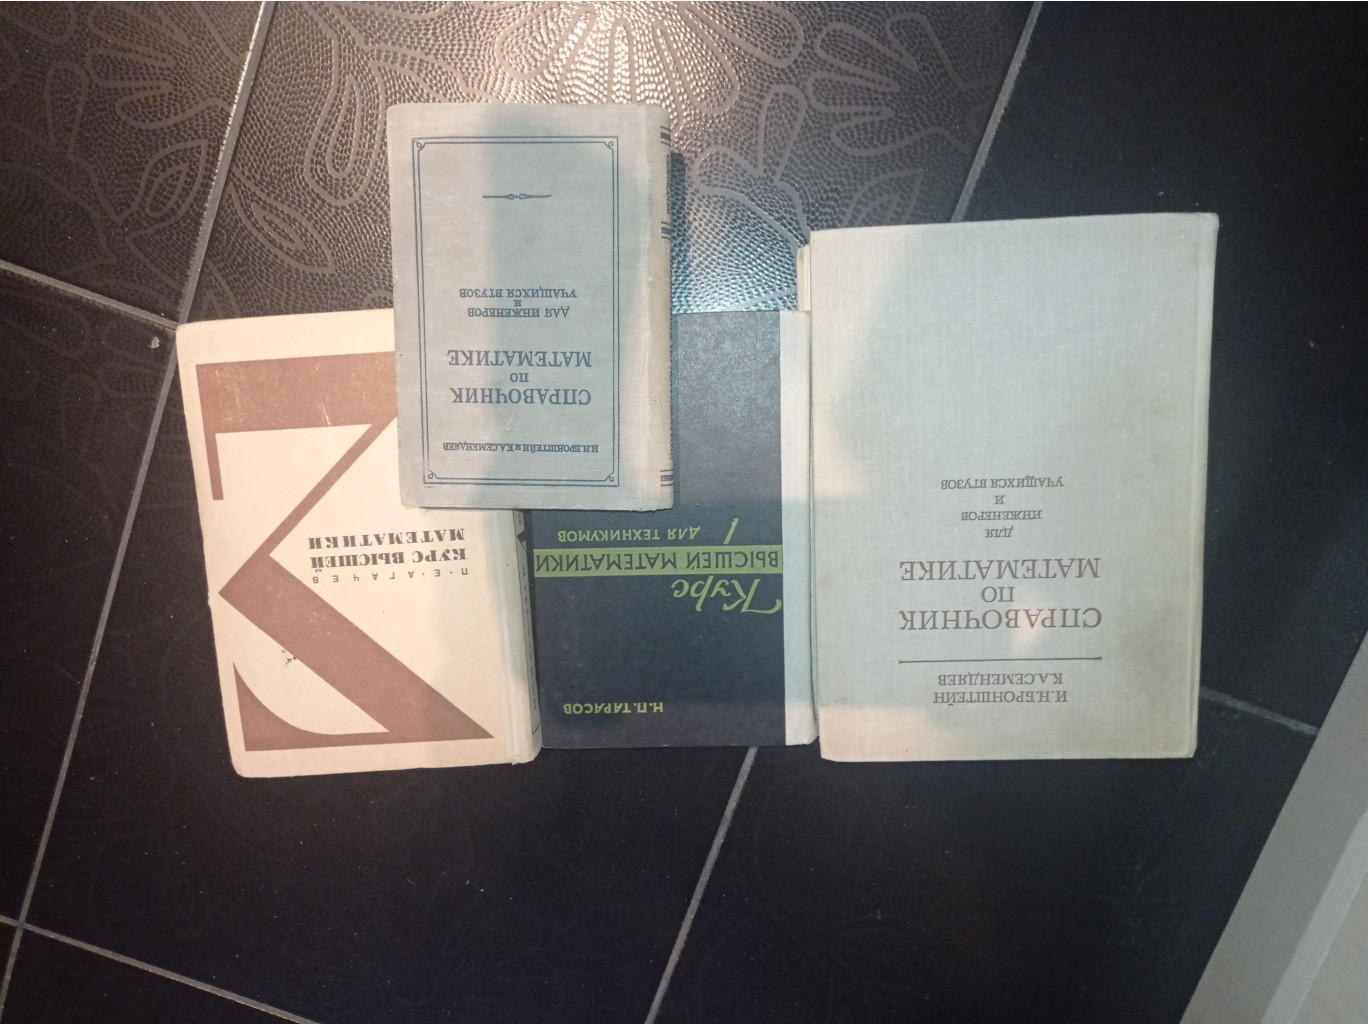 И.Н.БРОНШТЕЙН
К.А.СЕМЕНДЯЕВ
СПРАВОЧНИК
ПО
МАТЕМАТИКЕ
ДЛЯ
ИНЖЕНЕРОВ
И
УЧАЩИХСЯ ВТУЗОВ
Н.П.ТАРАСОВ
Курс
ВЫСШЕЙ МАТЕМАТИКИ
ДЛЯ ТЕХНИКУМОВ
И.Н.БРОНШТЕЙН и К.А.СЕМЕНДЯЕВ
СПРАВОЧНИК
ПО
МАТЕМАТИКЕ
ДЛЯ ИНЖЕНЕРОВ
И
УЧАЩИХСЯ ВТУЗОВ
П·Е·АГАЧЕВ
КУРС ВЫСШЕЙ
МАТЕМАТИКИ